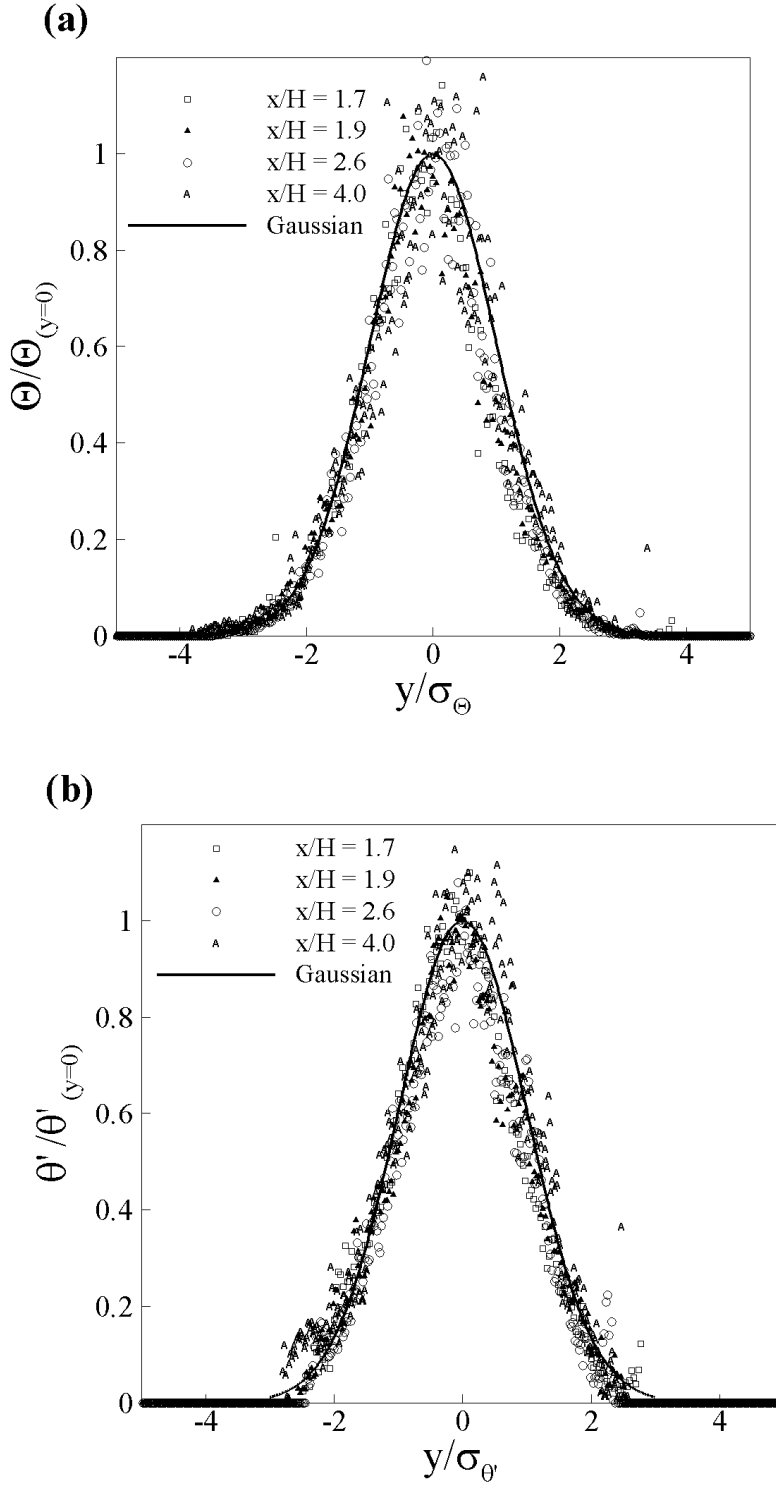 (a)
x/H = 1.7
x/H = 1.9
x/H = 2.6
A x/H = 4.0
Gaussian
1
0.8
0.6
0.4
0.2
0
Θ/Θ(y=0)
-4 -2 0 2 4
y/σΘ
(b)
x/H = 1.7
x/H = 1.9
x/H = 2.6
A x/H = 4.0
Gaussian
1
0.8
0.6
0.4
0.2
0
θ'/θ'(y=0)
-4 -2 0 2 4
y/σθ'